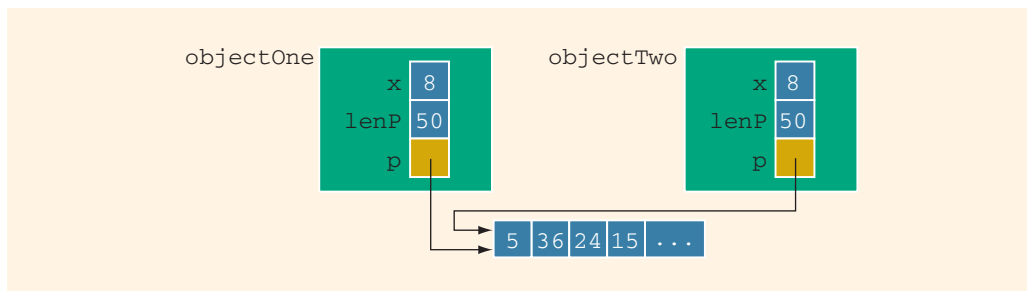 objectOne objectTwo
x 8 x 8
lenP 50 lenP 50
p p
5 36 24 15 ...